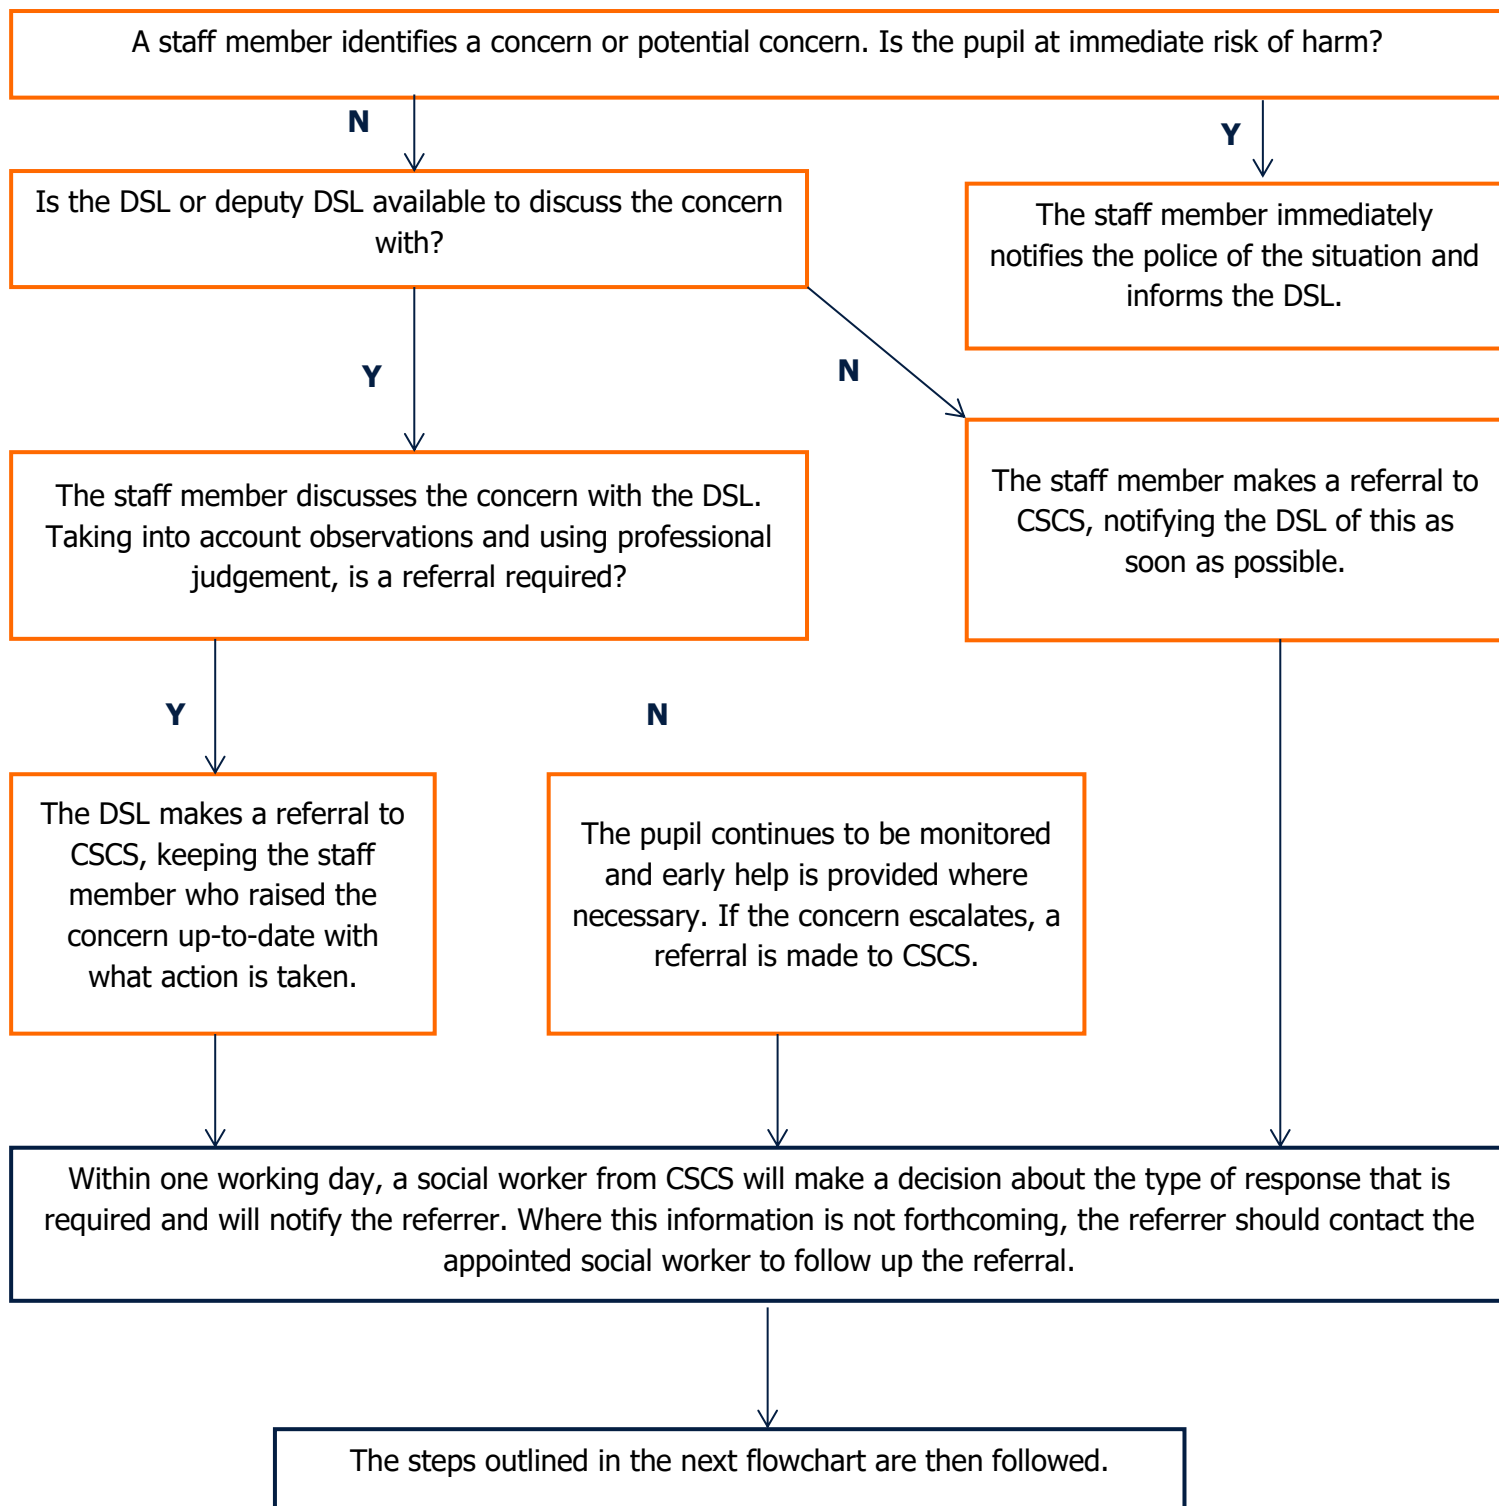 A staff member identifies a concern or potential concern. Is the pupil at immediate risk of harm?
N
Y
Is the DSL or deputy DSL available to discuss the concern
with?
The staff member immediately
notifies the police of the situation and
informs the DSL.
Y
N
The staff member discusses the concern with the DSL.
Taking into account observations and using professional
judgement, is a referral required?
The staff member makes a referral to
CSCS, notifying the DSL of this as
soon as possible.
Y
N
The DSL makes a referral to
CSCS, keeping the staff
member who raised the
concern up-to-date with
what action is taken.
The pupil continues to be monitored
and early help is provided where
necessary. If the concern escalates, a
referral is made to CSCS.
Within one working day, a social worker from CSCS will make a decision about the type of response that is
required and will notify the referrer. Where this information is not forthcoming, the referrer should contact the
appointed social worker to follow up the referral.
The steps outlined in the next flowchart are then followed.